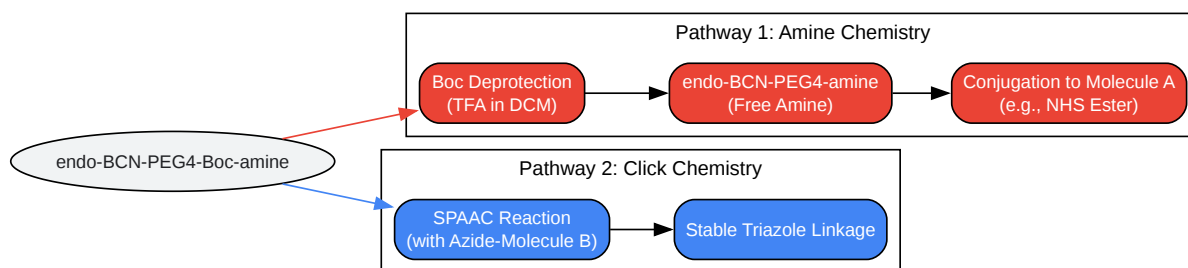 Pathway 1: Amine Chemistry
Boc Deprotection
(TFA in DCM)
endo-BCN-PEG4-amine
(Free Amine)
Conjugation to Molecule A
(e.g., NHS Ester)
endo-BCN-PEG4-Boc-amine
Pathway 2: Click Chemistry
SPAAC Reaction
(with Azide-Molecule B)
Stable Triazole Linkage